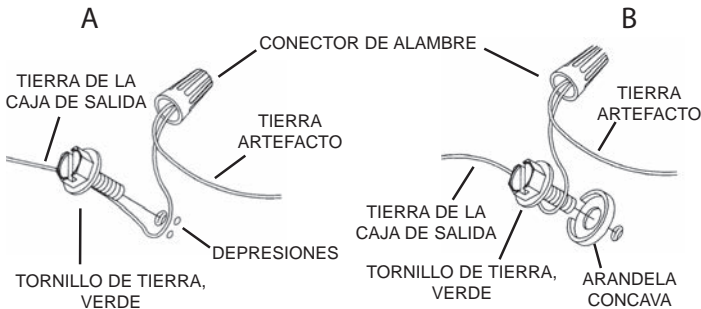 A
B
CONECTOR DE ALAMBRE
TIERRA DE LA
CAJA DE SALIDA
TIERRA
ARTEFACTO
DEPRESIONES
TORNILLO DE TIERRA,
VERDE
TIERRA
ARTEFACTO
TIERRA DE LA
CAJA DE SALIDA
TORNILLO DE TIERRA,
VERDE
ARANDELA
CONCAVA